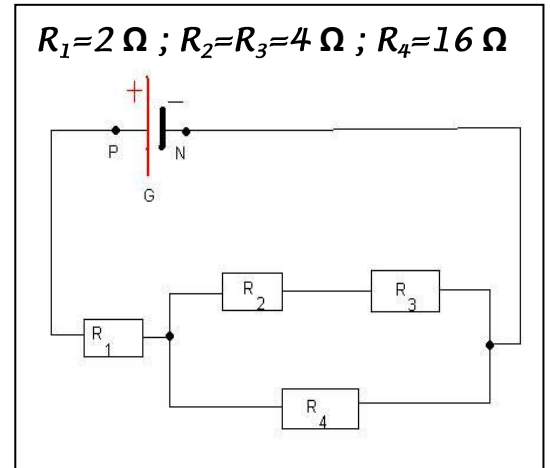 R₁=2 Ω ; R₂=R₃=4 Ω ; R₄=16 Ω
+ −
P N
G
R₂ R₃
R₁
R₄